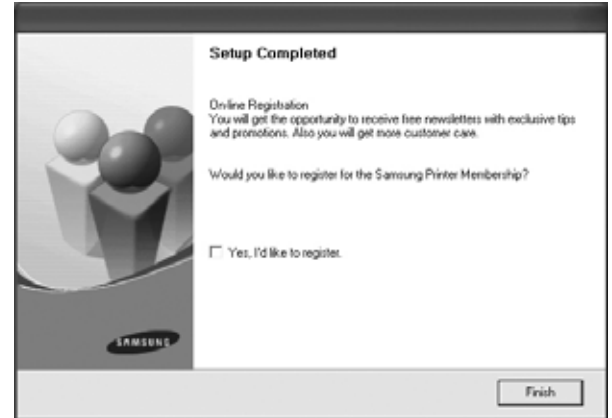 Setup Completed
On-line Registration
You will get the opportunity to receive free newsletters with exclusive tips
and promotions. Also you will get more customer care.
Would you like to register for the Samsung Printer Membership?
Yes, I'd like to register.
SAMSUNG
Finish